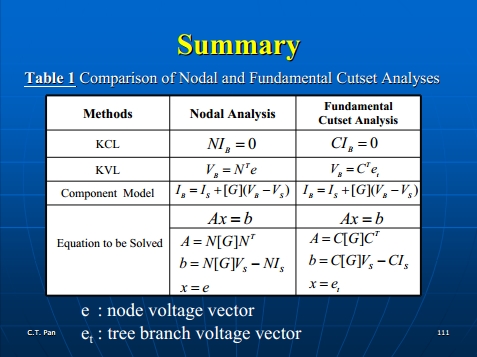 Summary
Table 1 Comparison of Nodal and Fundamental Cutset Analyses
Methods Nodal Analysis Fundamental Cutset Analysis
KCL NI_B = 0 CI_B = 0
KVL V_B = N^T e V_B = C^T e_t
Component Model I_B = I_S + [G](V_B − V_S) I_B = I_S + [G](V_B − V_S)
Equation to be Solved
Ax = b Ax = b
A = N[G]N^T A = C[G]C^T
b = N[G]V_S − NI_S b = C[G]V_S − CI_S
x = e x = e_t
e : node voltage vector
e_t : tree branch voltage vector
C.T. Pan 111